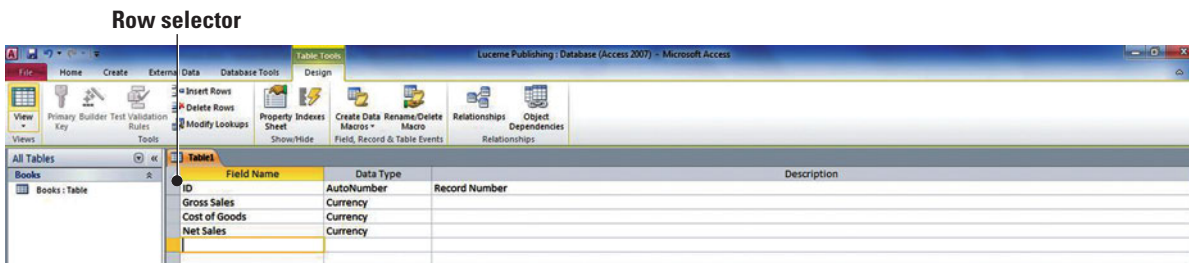 Row selector
Table Tools
Lucerne Publishing : Database (Access 2007) - Microsoft Access
File Home Create External Data Database Tools Design
View
Views
Primary Key
Builder
Test Validation Rules
Insert Rows
Delete Rows
Modify Lookups
Tools
Property Sheet
Indexes
Show/Hide
Create Data Macros
Rename/Delete Macro
Field, Record & Table Events
Relationships
Object Dependencies
Relationships
All Tables
Books
Books : Table
Table1
Field Name Data Type Description
ID AutoNumber Record Number
Gross Sales Currency
Cost of Goods Currency
Net Sales Currency